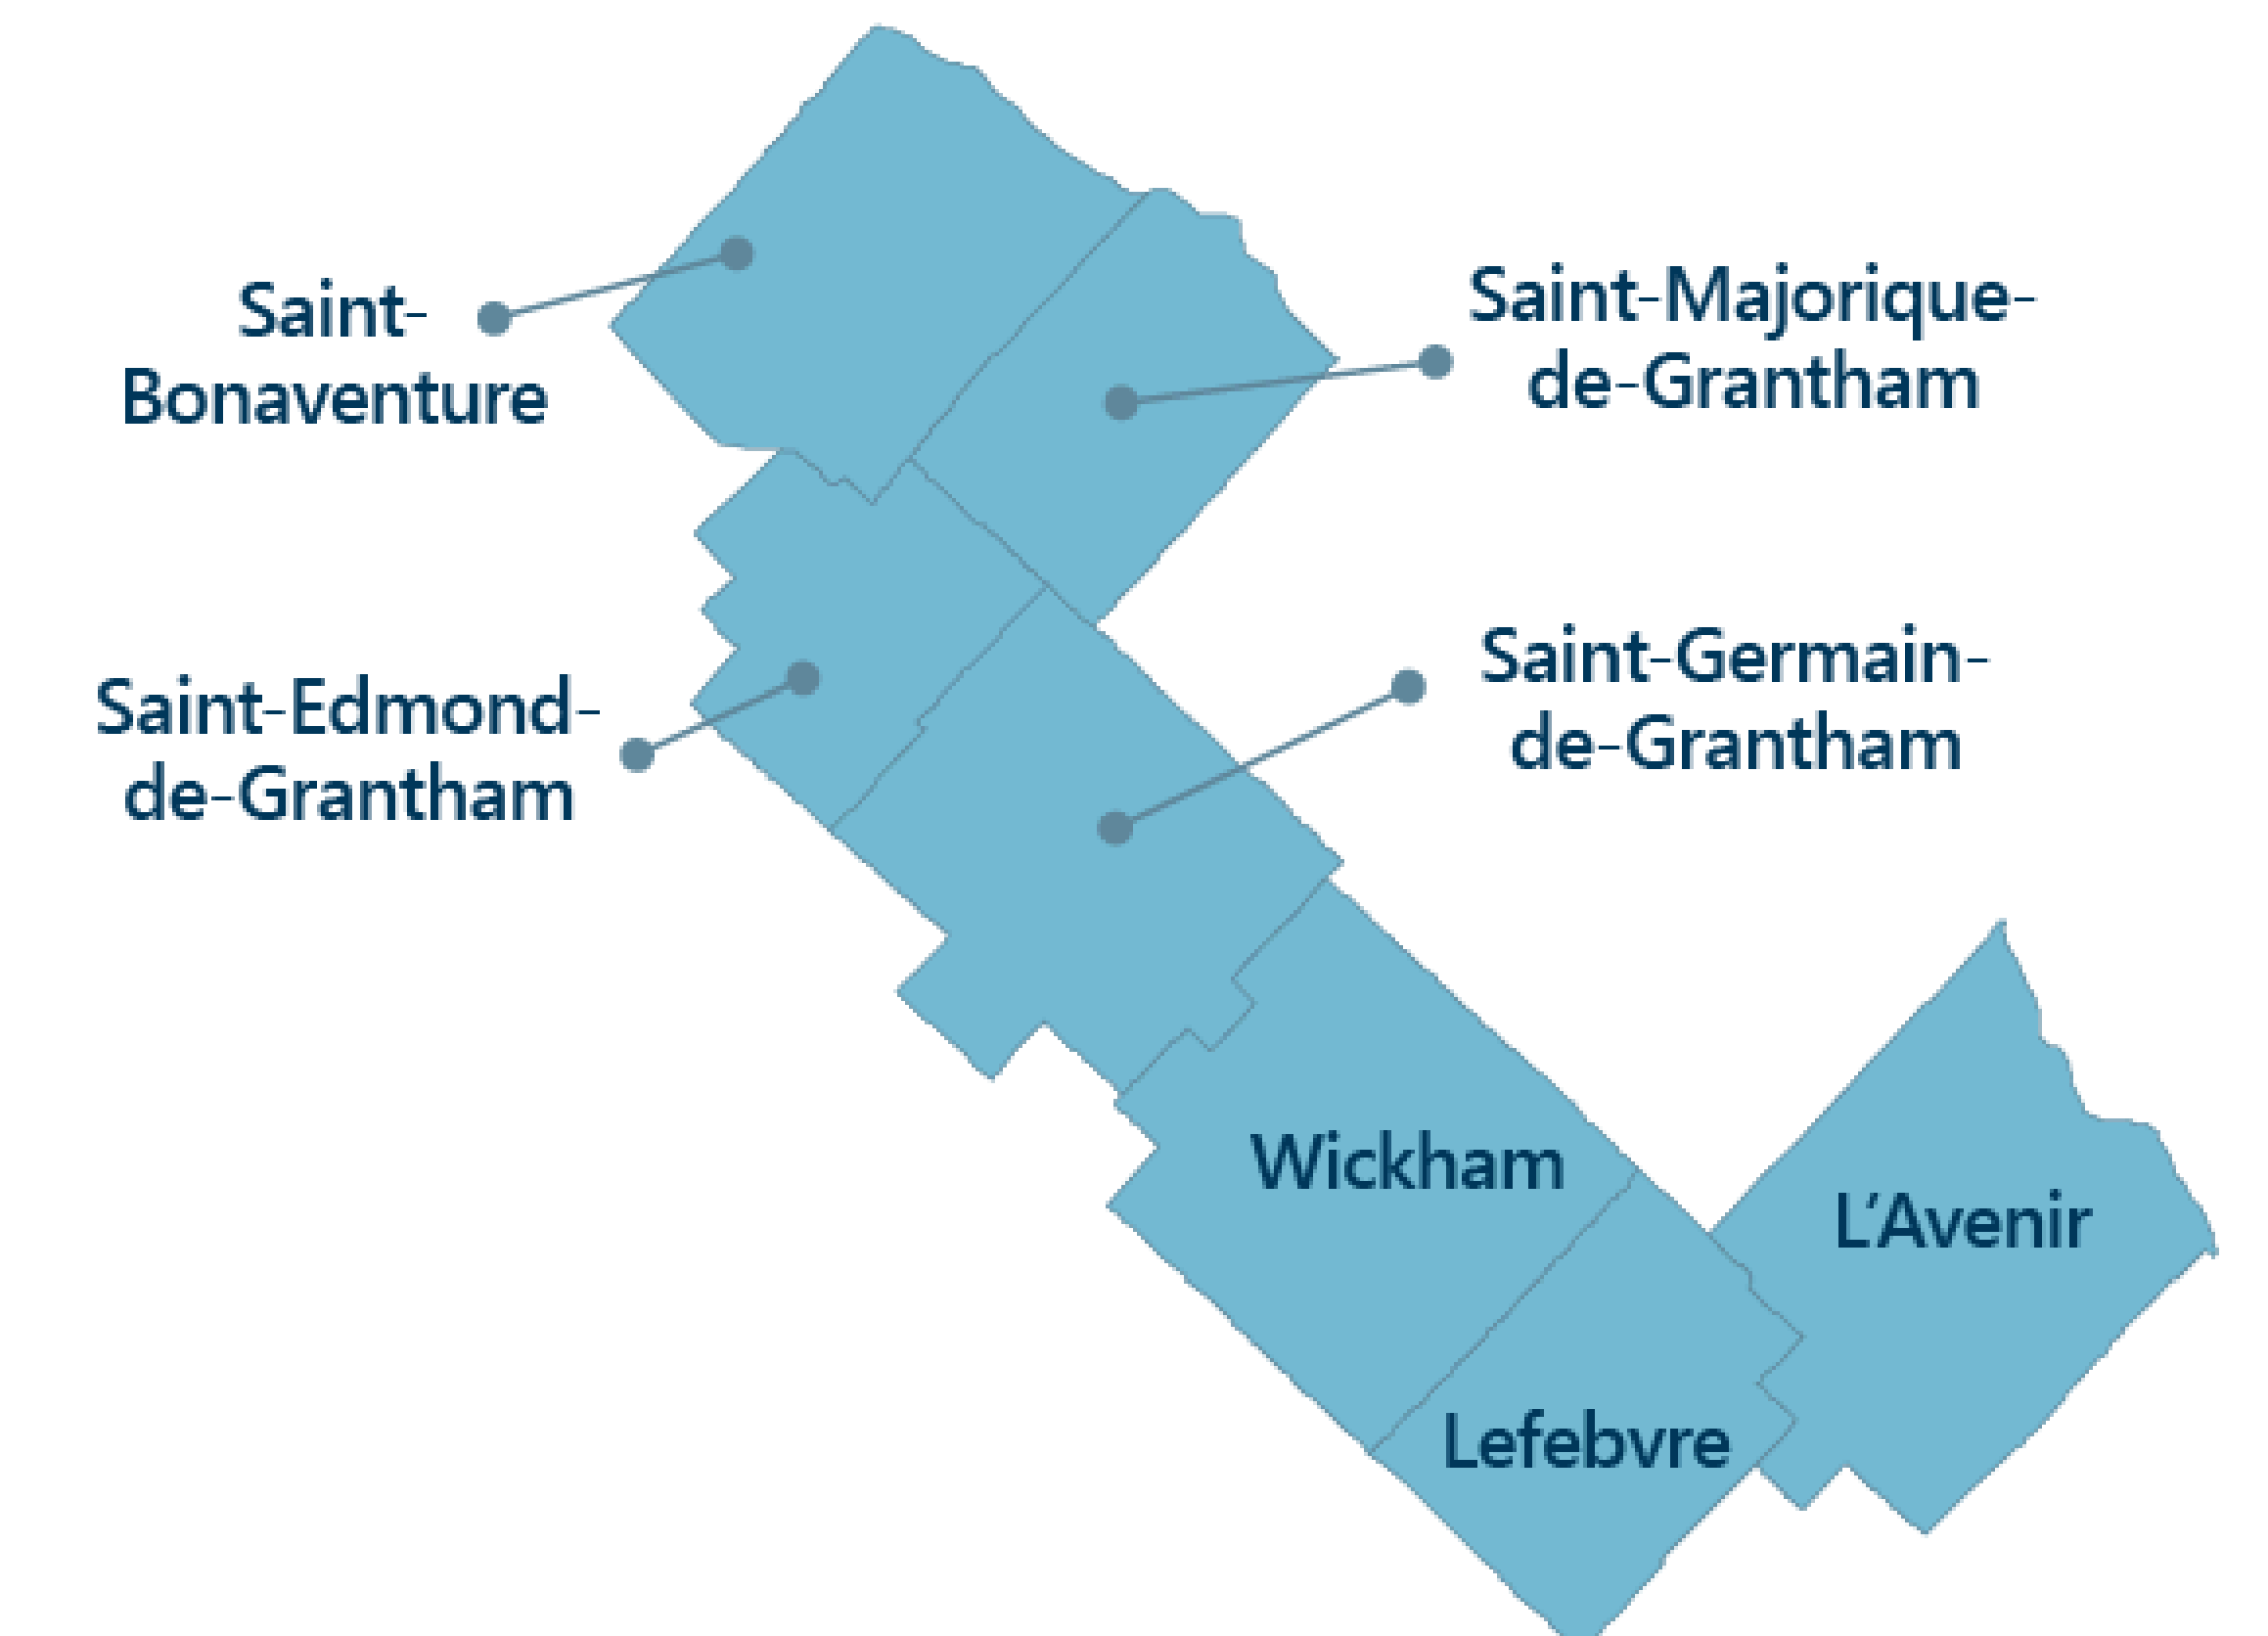 Saint-
Bonaventure
Saint-Majorique-
de-Grantham
Saint-Edmond-
de-Grantham
Saint-Germain-
de-Grantham
Wickham
L'Avenir
Lefebvre